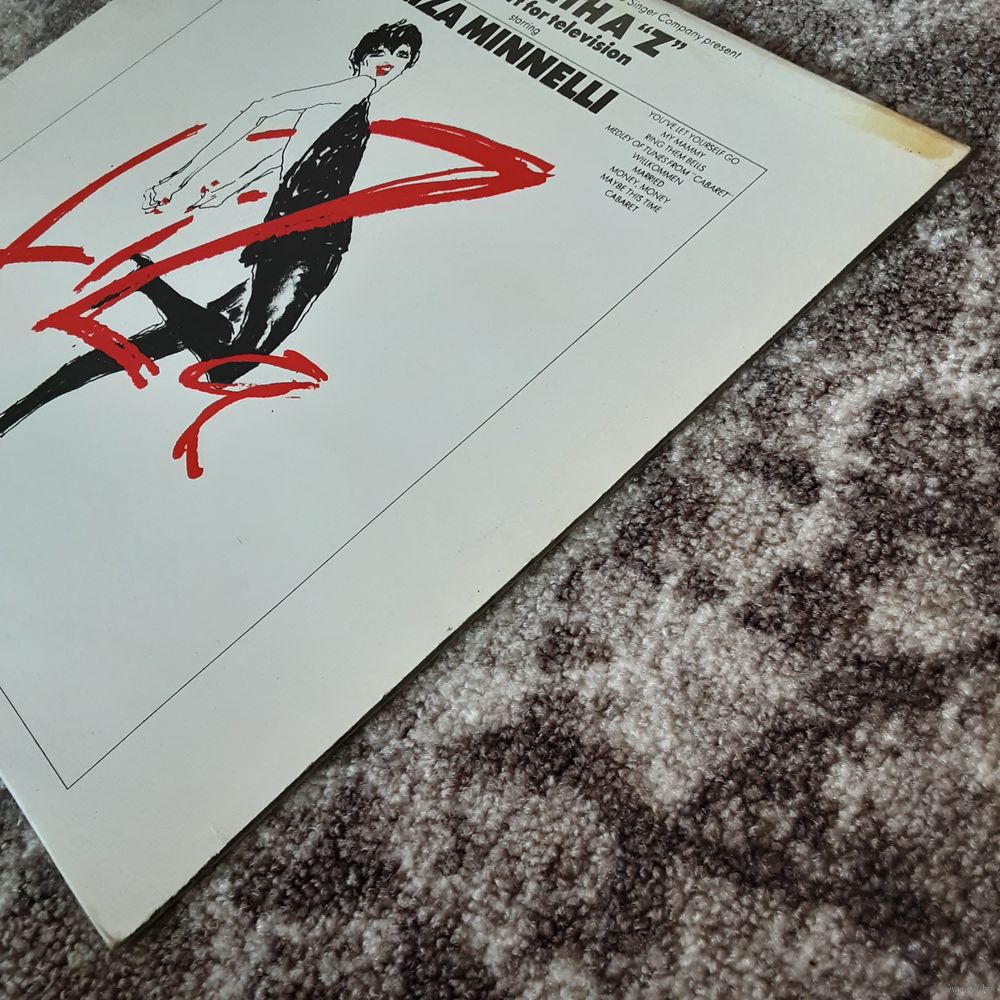 Singer Company present
"Z"
for television
starring
ZA MINNELLI
YOU'VE LET YOURSELF GO
MY MAMMY
RING THEM BELLS
MEDLEY OF TUNES FROM "CABARET"
WILLKOMMEN
MARRIED
MONEY, MONEY
MAYBE THIS TIME
CABARET